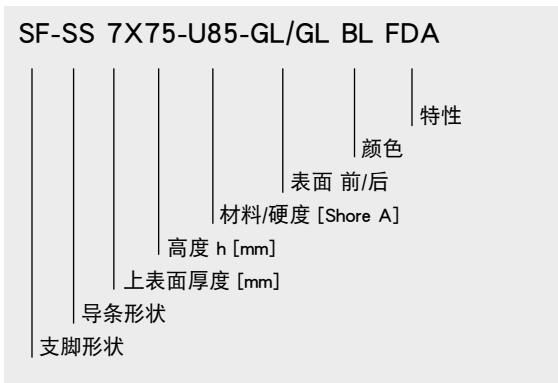 SF-SS 7X75-U85-GL/GL BL FDA
特性
颜色
表面 前/后
材料/硬度 [Shore A]
高度 h [mm]
上表面厚度 [mm]
导条形状
支脚形状